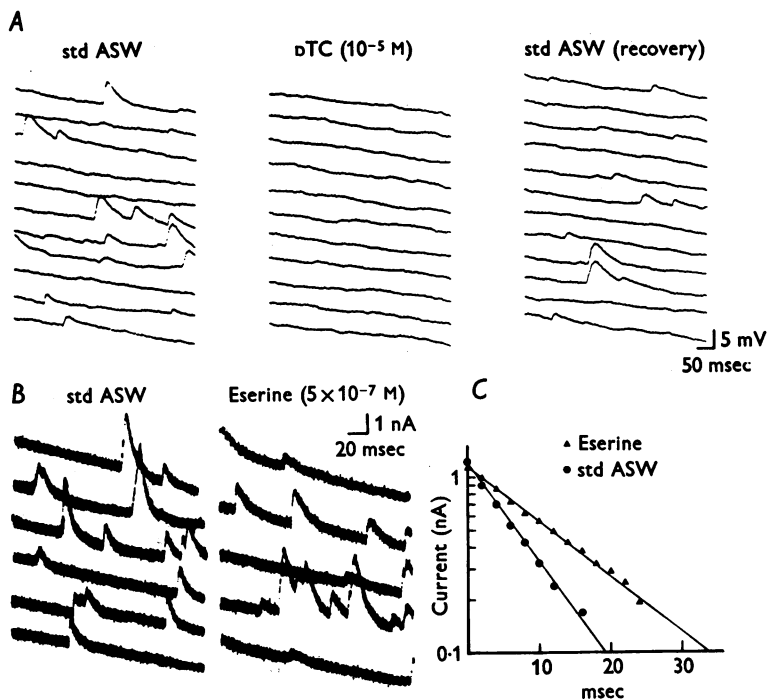 A
std ASW
DTC (10⁻⁵ M)
std ASW (recovery)
5 mV
50 msec
B
std ASW
Eserine (5×10⁻⁷ M)
1 nA
20 msec
C
▲ Eserine
● std ASW
Current (nA)
1
0·1
10
20
30
msec